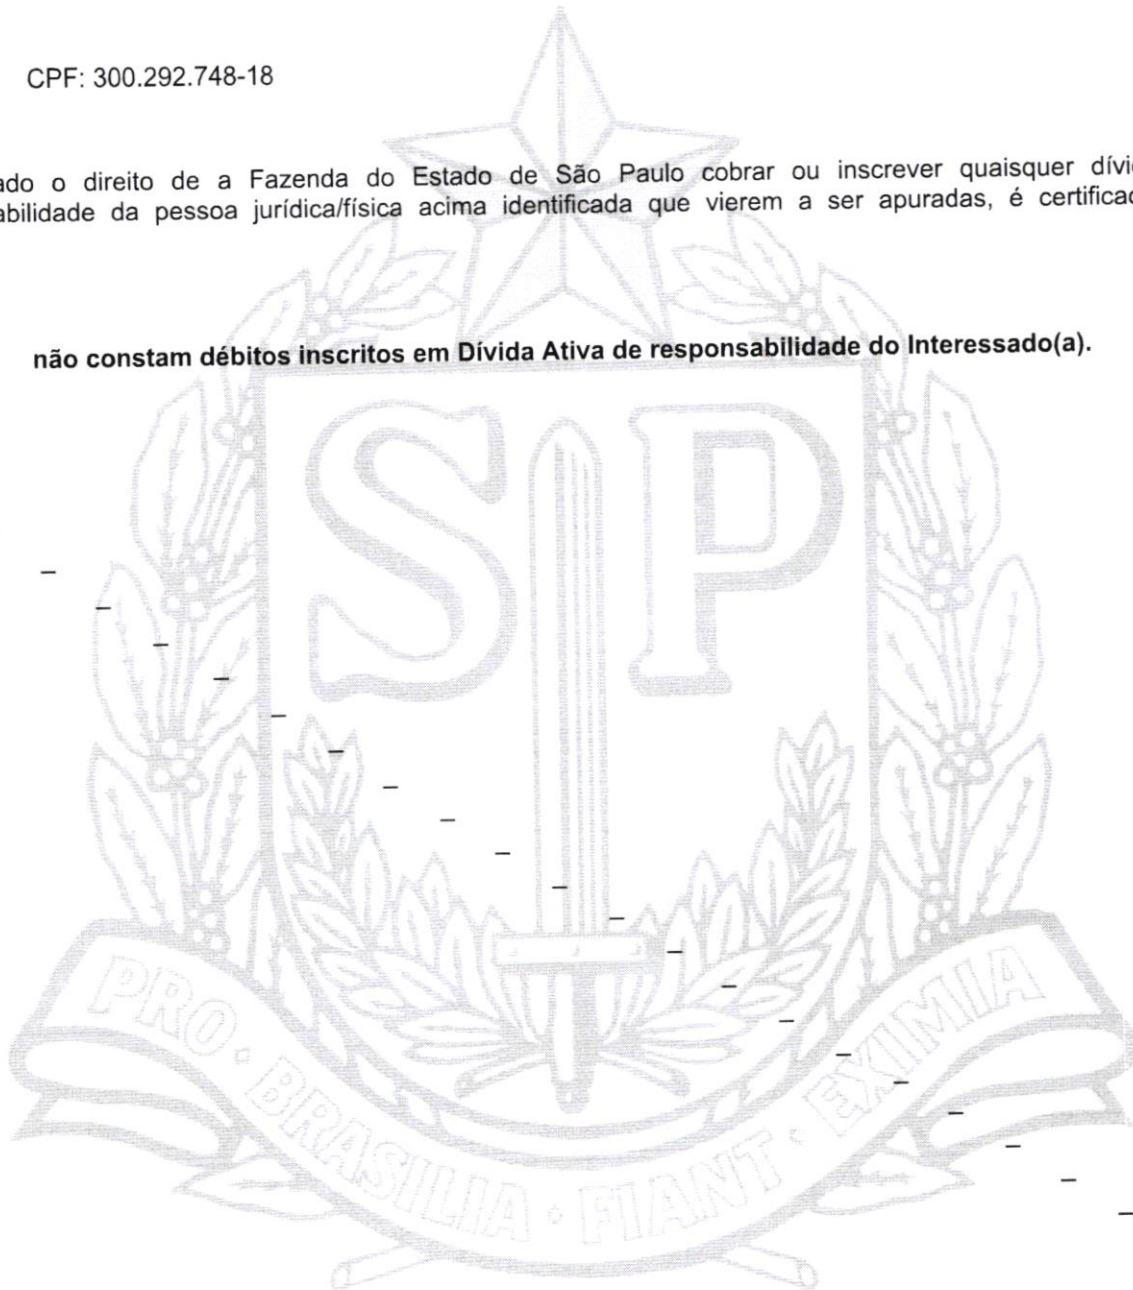 CPF: 300.292.748-18
ado o direito de a Fazenda do Estado de São Paulo cobrar ou inscrever quaisquer
abilidade da pessoa jurídica/física acima identificada que vierem a ser apuradas, é
não constam débitos inscritos em Dívida Ativa de responsabilidade do Interessado(a).
SP
PRO • BRASILIA • FIANT • EXIMIA